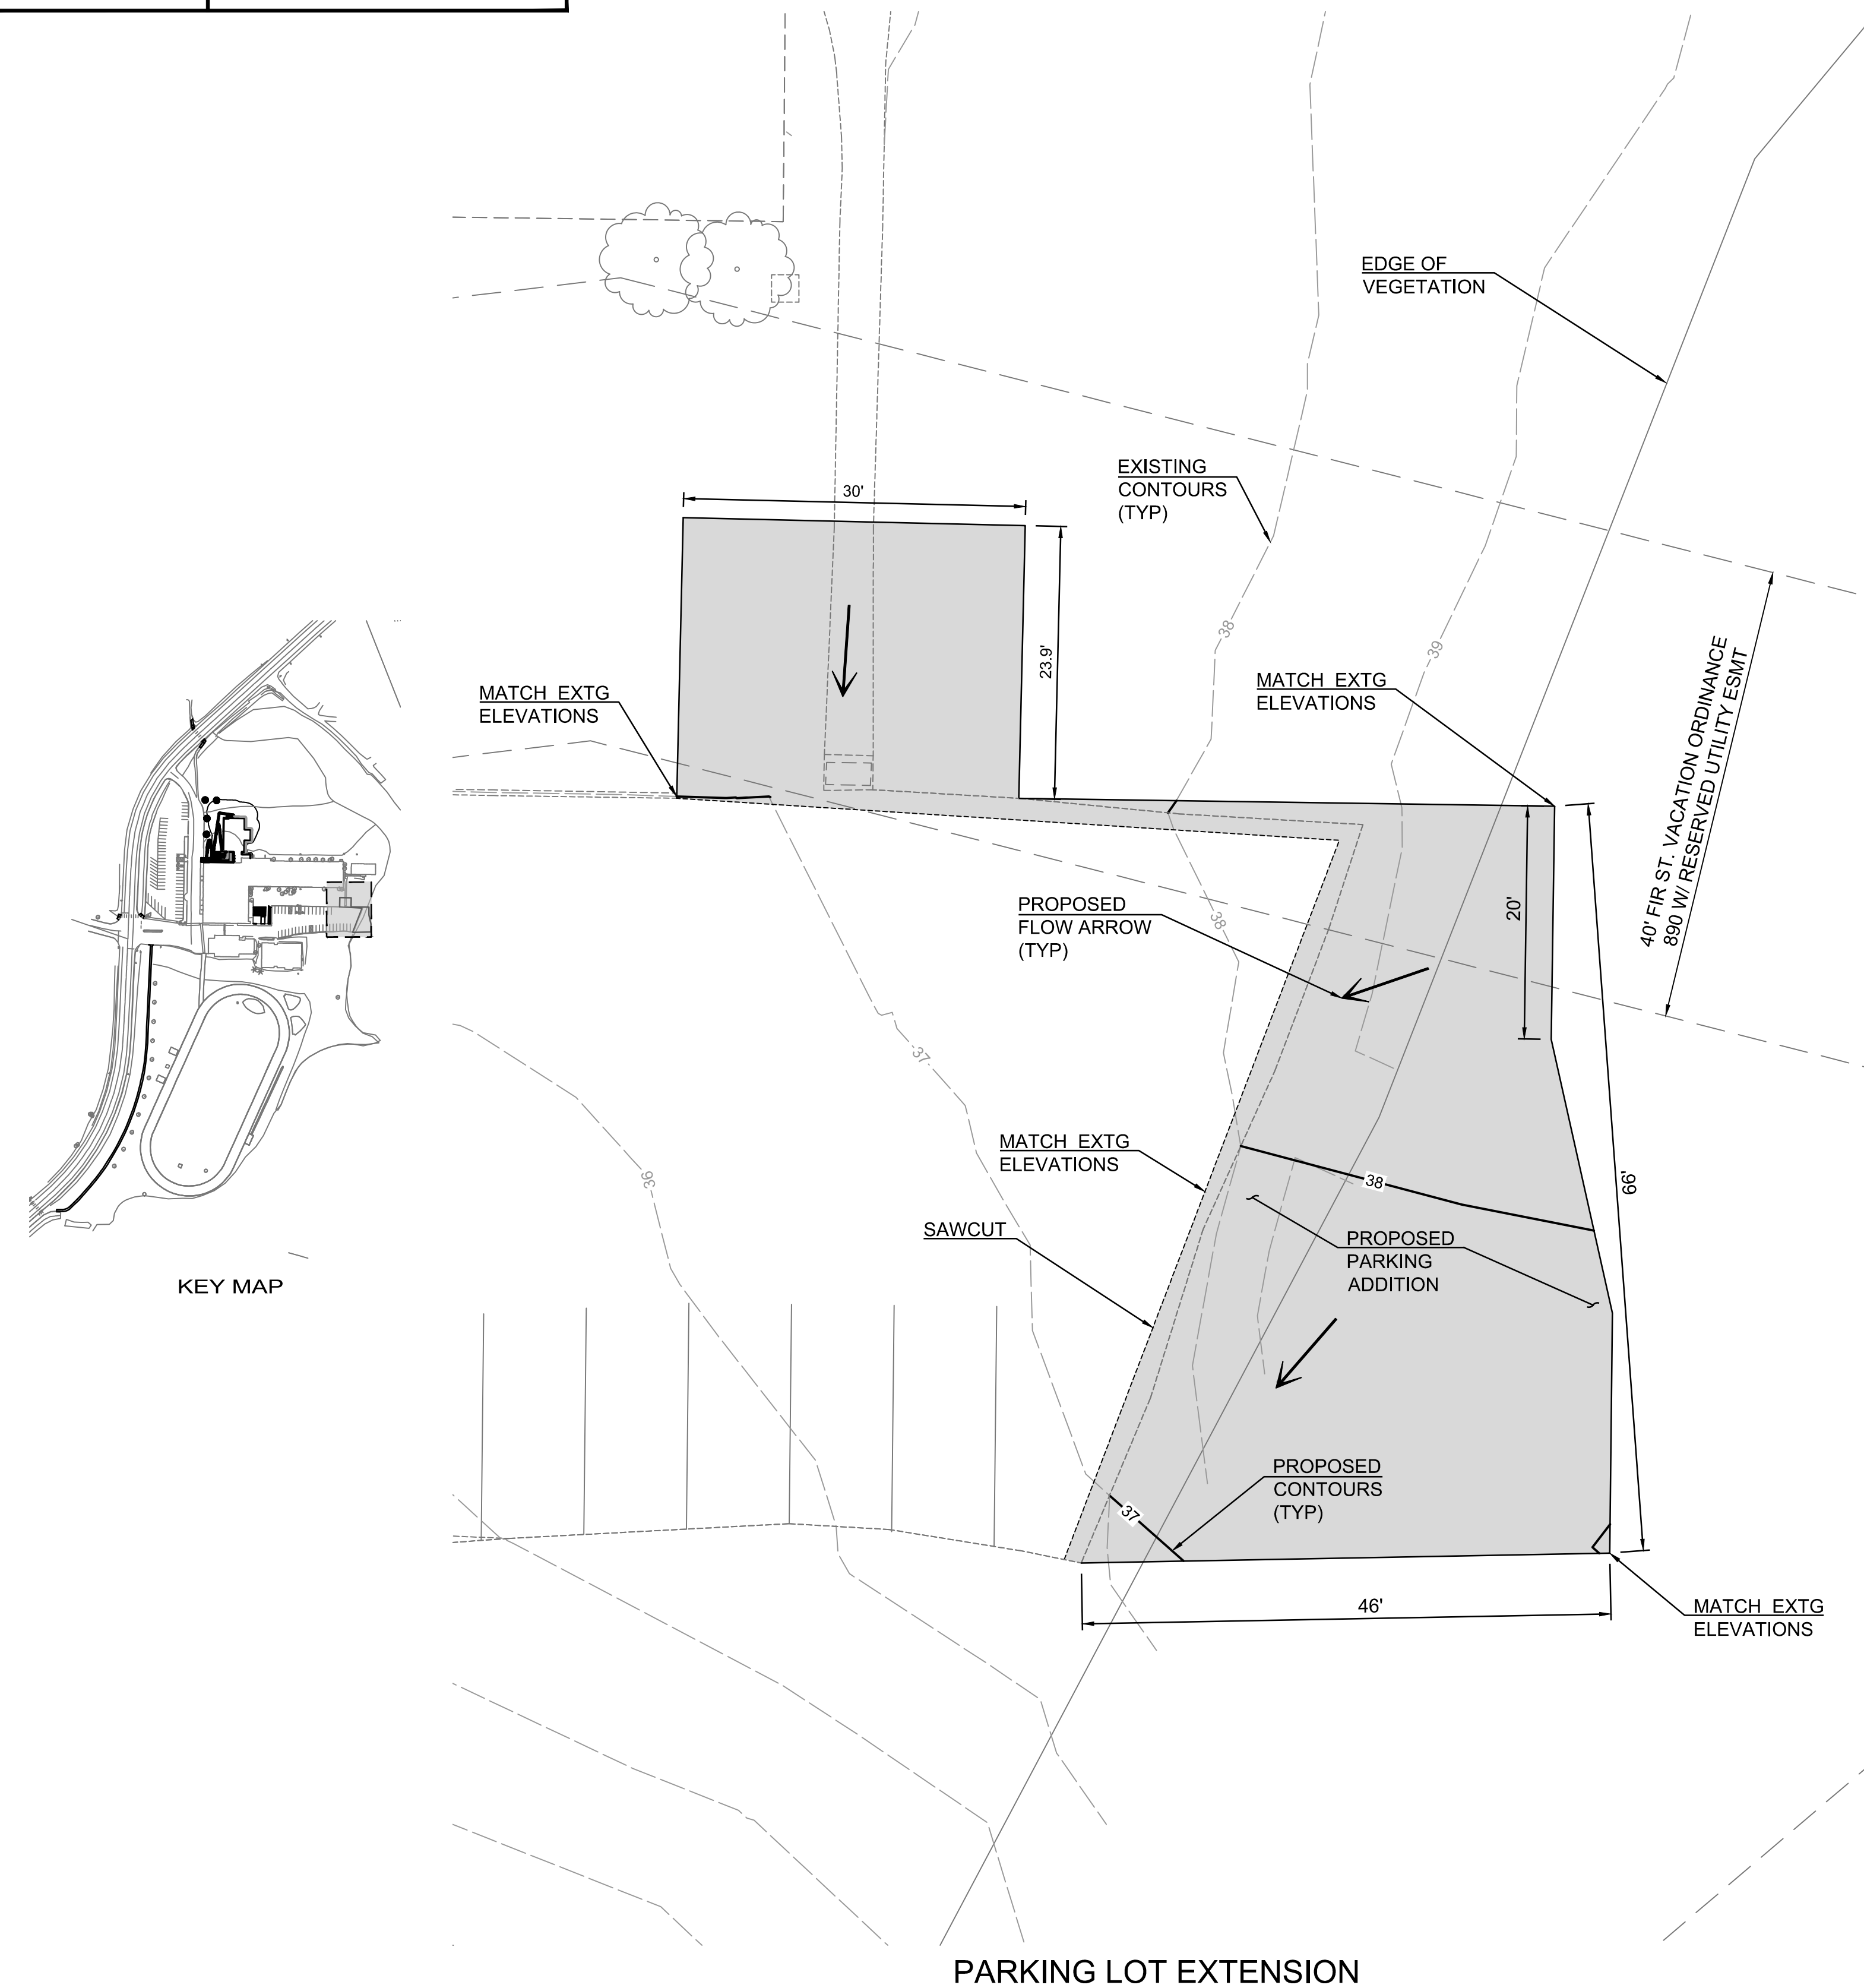 EDGE OF
VEGETATION
EXISTING
CONTOURS
(TYP)
30'
23.9'
38
39
MATCH EXTG
ELEVATIONS
MATCH EXTG
ELEVATIONS
40' FIR ST. VACATION ORDINANCE
890 W/ RESERVED UTILITY ESMT
20'
PROPOSED
FLOW ARROW
(TYP)
38
37
36
MATCH EXTG
ELEVATIONS
38
66'
SAWCUT
PROPOSED
PARKING
ADDITION
KEY MAP
PROPOSED
CONTOURS
(TYP)
37
46'
MATCH EXTG
ELEVATIONS
PARKING LOT EXTENSION